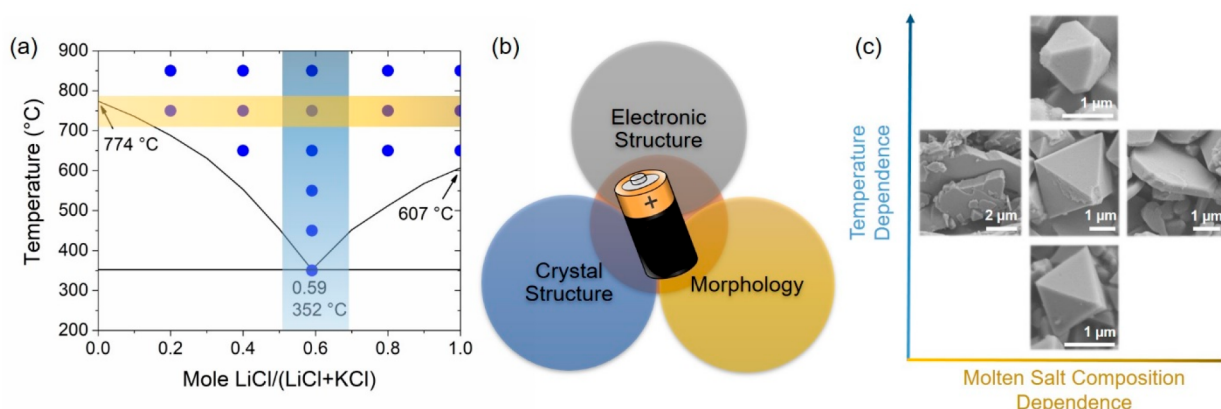 (a)
900
800
700
600
500
400
300
200
Temperature (°C)
774 °C
607 °C
0.59
352 °C
0.0 0.2 0.4 0.6 0.8 1.0
Mole LiCl/(LiCl+KCl)
(b)
Electronic
Structure
+
Crystal
Structure
Morphology
(c)
Temperature
Dependence
1 µm
2 µm
1 µm
1 µm
1 µm
Molten Salt Composition
Dependence